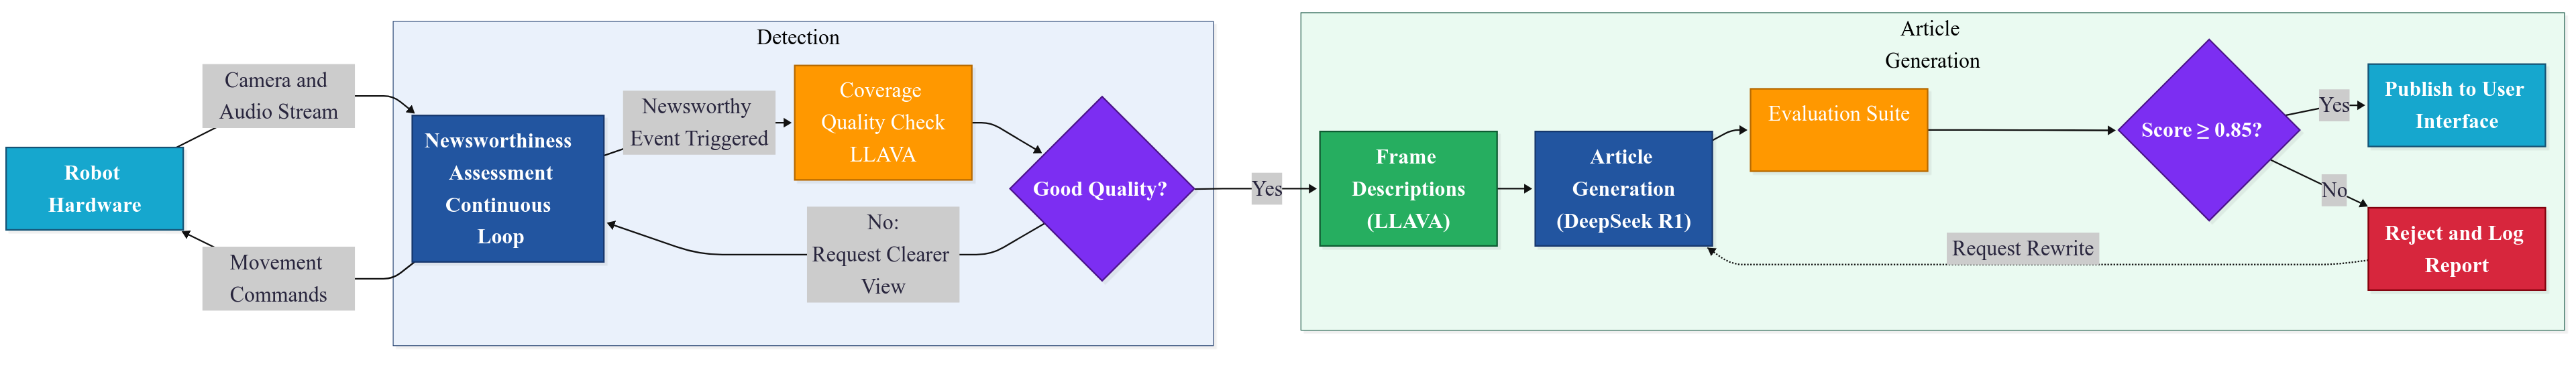 Robot
Hardware
Camera and
Audio Stream
Movement
Commands
Detection
Newsworthiness
Assessment
Continuous
Loop
Newsworthy
Event Triggered
Coverage
Quality Check
LLAVA
Good Quality?
No:
Request Clearer
View
Yes
Article
Generation
Frame
Descriptions
(LLAVA)
Article
Generation
(DeepSeek R1)
Evaluation Suite
Score ≥ 0.85?
Yes
Publish to User
Interface
No
Reject and Log
Report
Request Rewrite